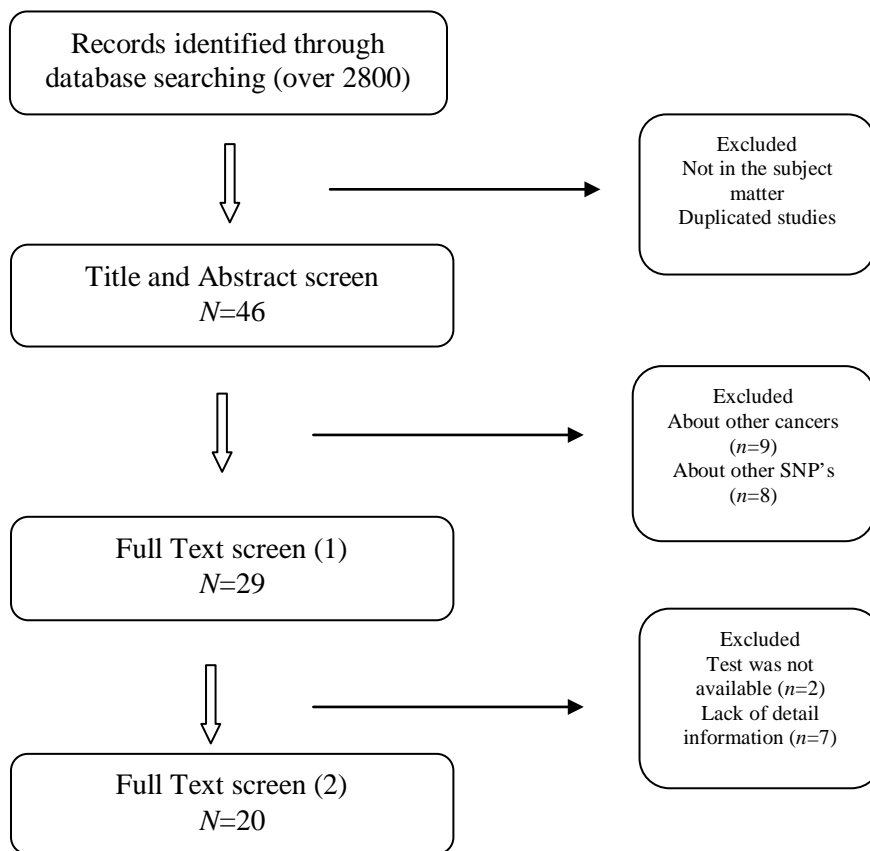 Records identified through
database searching (over 2800)
Excluded
Not in the subject
matter
Duplicated studies
Title and Abstract screen
N=46
Excluded
About other cancers
(n=9)
About other SNP's
(n=8)
Full Text screen (1)
N=29
Excluded
Test was not
available (n=2)
Lack of detail
information (n=7)
Full Text screen (2)
N=20